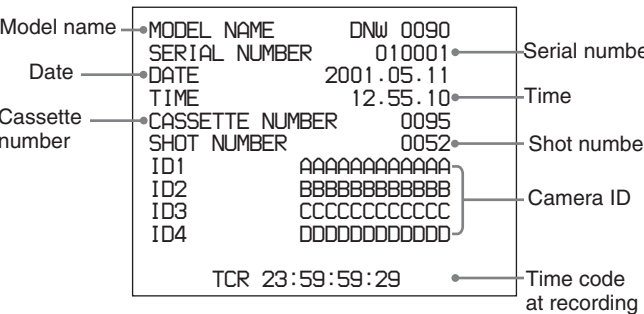 Model name
MODEL NAME DNW 0090
SERIAL NUMBER 010001
Serial numbe
Date
DATE 2001.05.11
TIME 12.55.10
Time
Cassette
number
CASSETTE NUMBER 0095
SHOT NUMBER 0052
Shot numbe
ID1 AAAAAAAAAAAA
ID2 BBBBBBBBBBBB
ID3 CCCCCCCCCCCC
ID4 DDDDDDDDDDDD
Camera ID
TCR 23:59:59:29
Time code
at recording